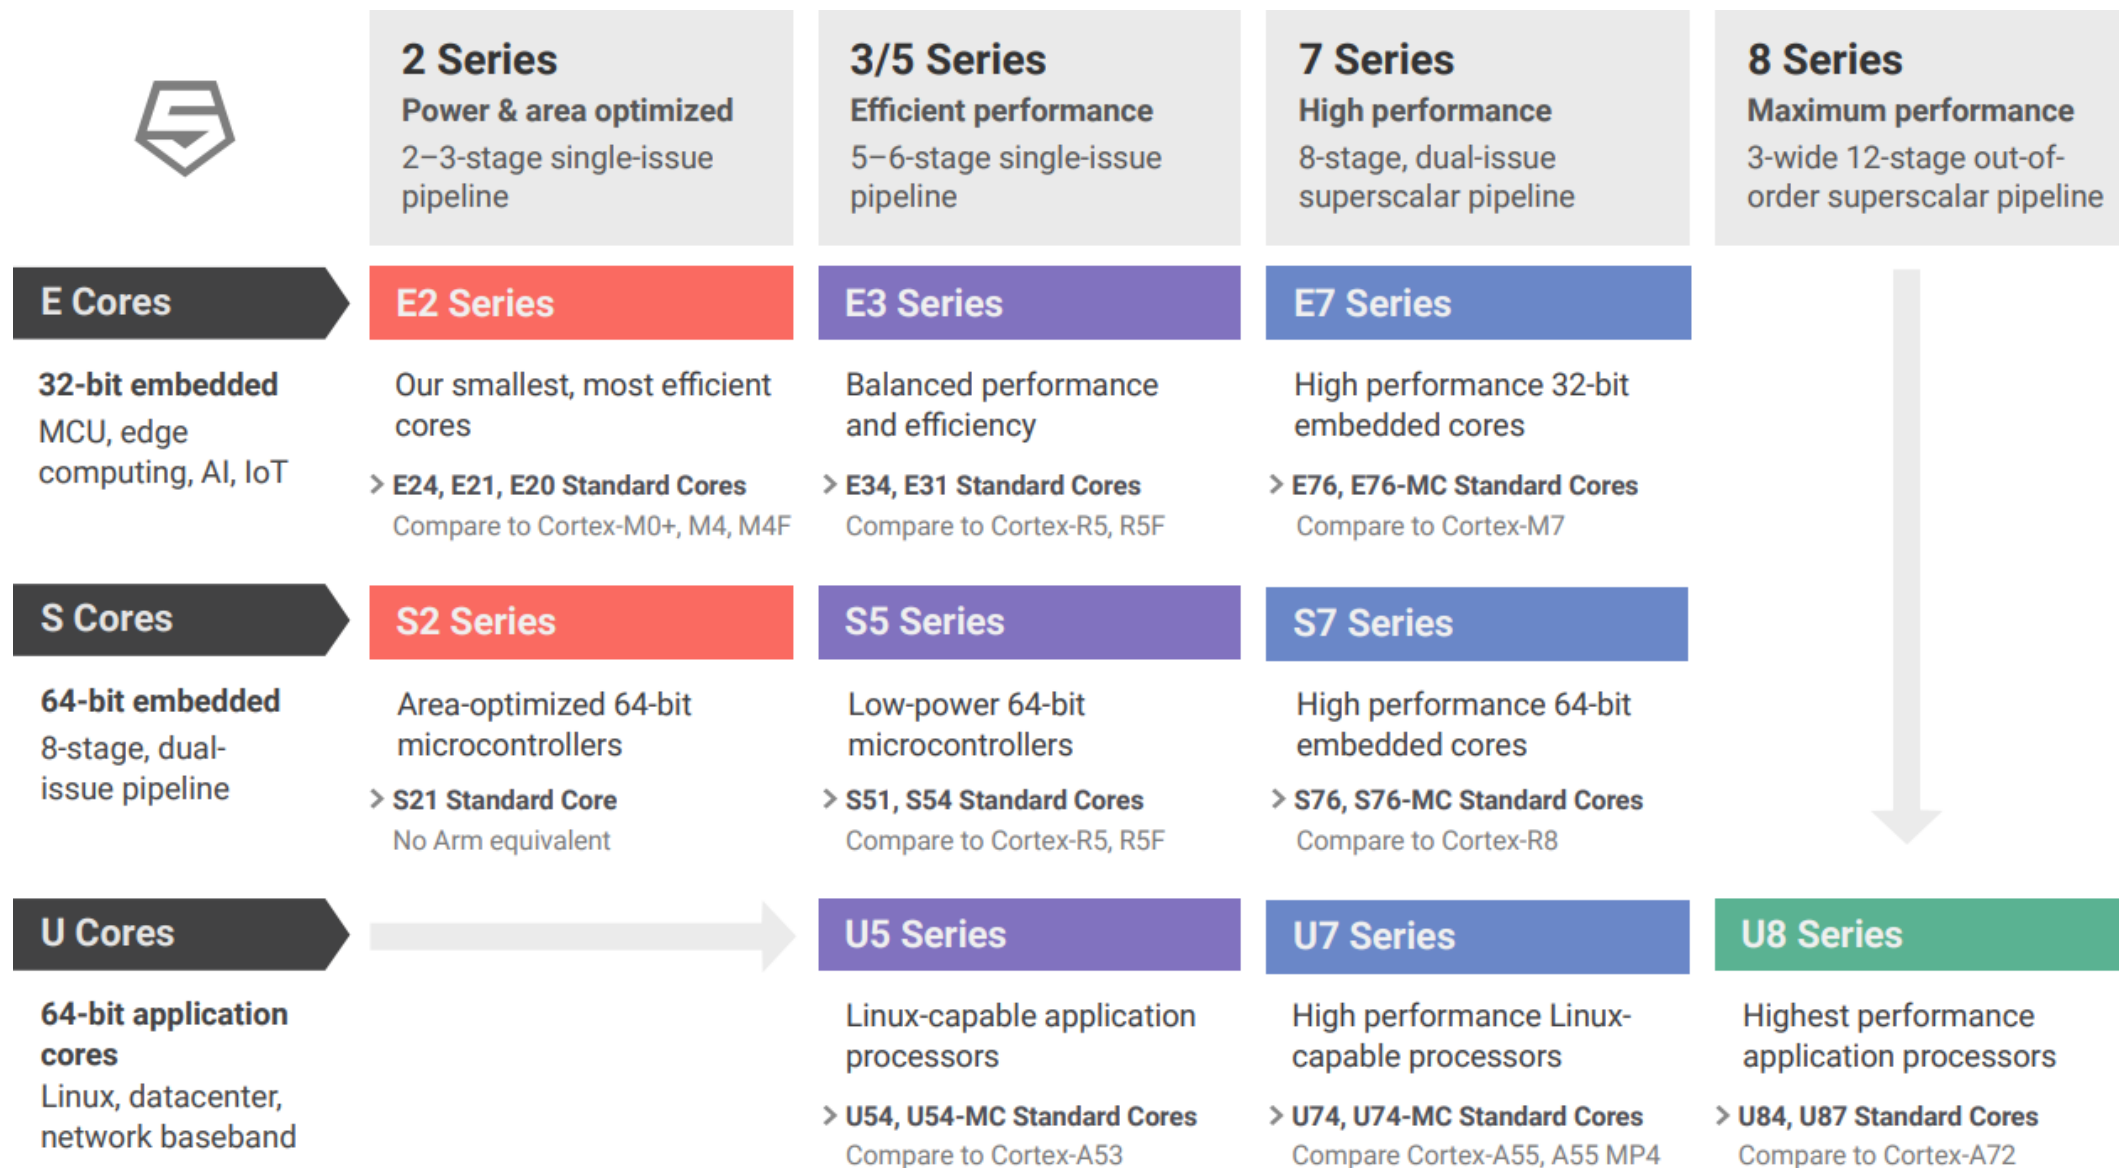 2 Series
Power & area optimized
2–3-stage single-issue
pipeline
3/5 Series
Efficient performance
5–6-stage single-issue
pipeline
7 Series
High performance
8-stage, dual-issue
superscalar pipeline
8 Series
Maximum performance
3-wide 12-stage out-of-
order superscalar pipeline
E Cores
32-bit embedded
MCU, edge
computing, AI, IoT
E2 Series
Our smallest, most efficient
cores
> E24, E21, E20 Standard Cores
Compare to Cortex-M0+, M4, M4F
E3 Series
Balanced performance
and efficiency
> E34, E31 Standard Cores
Compare to Cortex-R5, R5F
E7 Series
High performance 32-bit
embedded cores
> E76, E76-MC Standard Cores
Compare to Cortex-M7
S Cores
64-bit embedded
8-stage, dual-
issue pipeline
S2 Series
Area-optimized 64-bit
microcontrollers
> S21 Standard Core
No Arm equivalent
S5 Series
Low-power 64-bit
microcontrollers
> S51, S54 Standard Cores
Compare to Cortex-R5, R5F
S7 Series
High performance 64-bit
embedded cores
> S76, S76-MC Standard Cores
Compare to Cortex-R8
U Cores
64-bit application
cores
Linux, datacenter,
network baseband
U5 Series
Linux-capable application
processors
> U54, U54-MC Standard Cores
Compare to Cortex-A53
U7 Series
High performance Linux-
capable processors
> U74, U74-MC Standard Cores
Compare Cortex-A55, A55 MP4
U8 Series
Highest performance
application processors
> U84, U87 Standard Cores
Compare to Cortex-A72